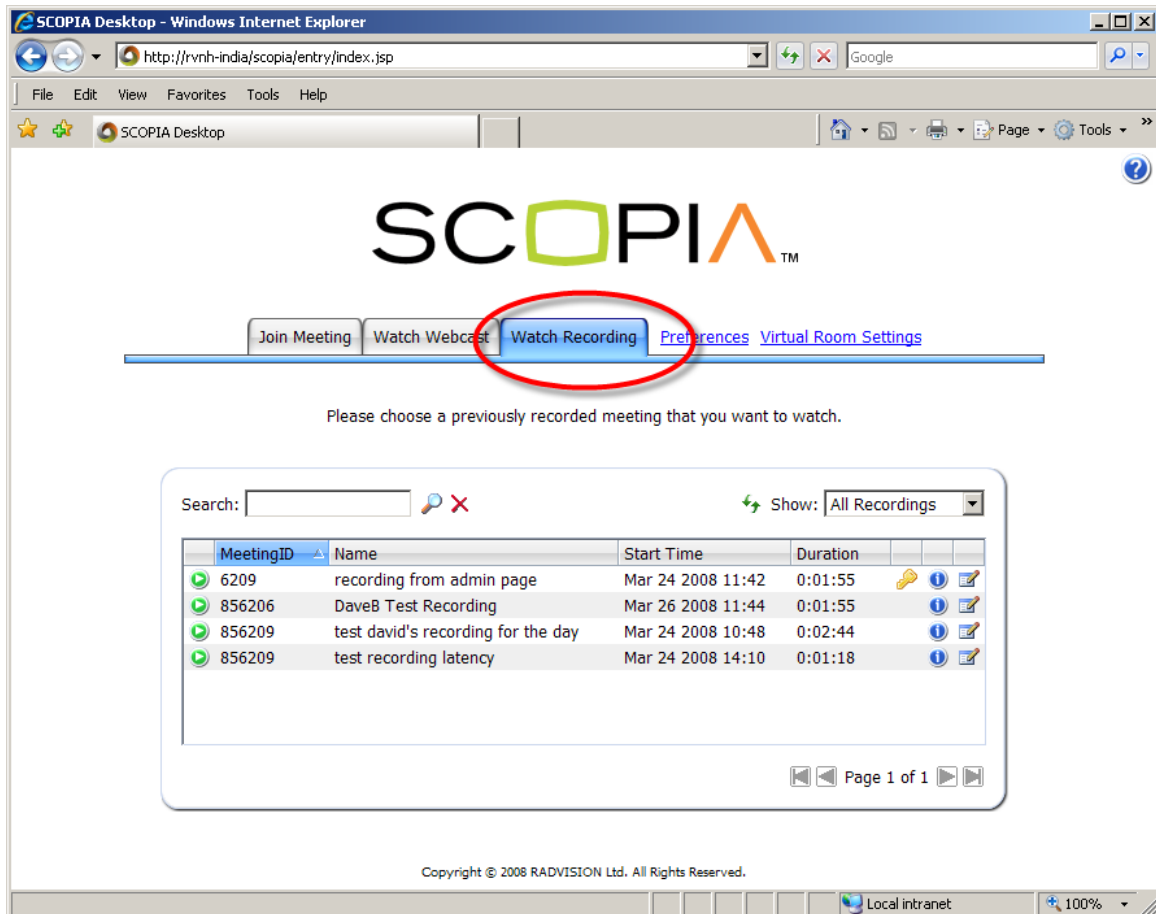 SCOPIA Desktop - Windows Internet Explorer
http://rvnh-india/scopia/entry/index.jsp
Google
File Edit View Favorites Tools Help
SCOPIA Desktop
Page Tools »
?
SCOPIA™
Join Meeting Watch Webcast Watch Recording Preferences Virtual Room Settings
Please choose a previously recorded meeting that you want to watch.
Search: Show: All Recordings
MeetingID Name Start Time Duration
6209 recording from admin page Mar 24 2008 11:42 0:01:55
856206 DaveB Test Recording Mar 26 2008 11:44 0:01:55
856209 test david's recording for the day Mar 24 2008 10:48 0:02:44
856209 test recording latency Mar 24 2008 14:10 0:01:18
Page 1 of 1
Copyright © 2008 RADVISION Ltd. All Rights Reserved.
Local intranet 100%